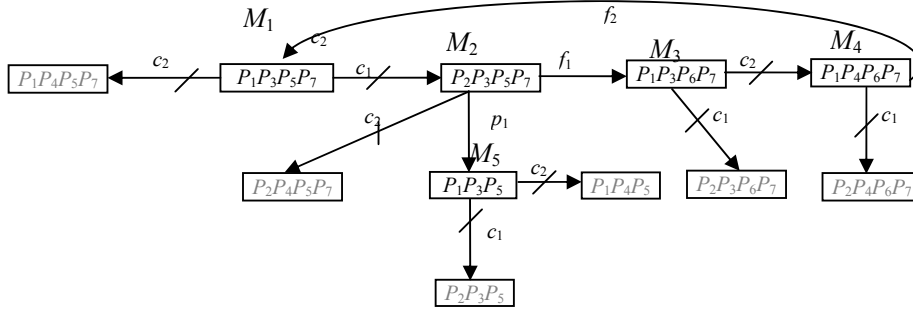 f₂
M₁
c₂
M₂
M₃
M₄
P₁P₄P₅P₇
c₂
P₁P₃P₅P₇
c₁
P₂P₃P₅P₇
f₁
P₁P₃P₆P₇
c₂
P₁P₄P₆P₇
c₂
p₁
c₁
c₁
M₅
P₂P₄P₅P₇
P₁P₃P₅
c₂
P₁P₄P₅
P₂P₃P₆P₇
P₂P₄P₆P₇
c₁
P₂P₃P₅